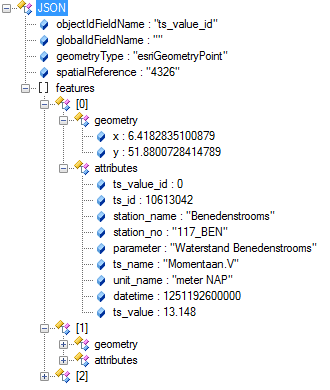 JSON
objectIdFieldName : "ts_value_id"
globalIdFieldName : ""
geometryType : "esriGeometryPoint"
spatialReference : "4326"
[ ] features
[0]
geometry
x : 6.4182835100879
y : 51.8800728414789
attributes
ts_value_id : 0
ts_id : 10613042
station_name : "Benedenstrooms"
station_no : "117_BEN"
parameter : "Waterstand Benedenstrooms"
ts_name : "Momentaan.V"
unit_name : "meter NAP"
datetime : 1251192600000
ts_value : 13.148
[1]
geometry
attributes
[2]